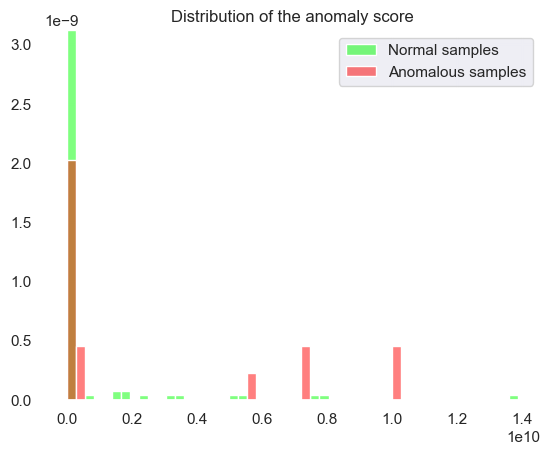 Distribution of the anomaly score
1e−9
Normal samples
Anomalous samples
3.0
2.5
2.0
1.5
1.0
0.5
0.0
0.0 0.2 0.4 0.6 0.8 1.0 1.2 1.4
1e10